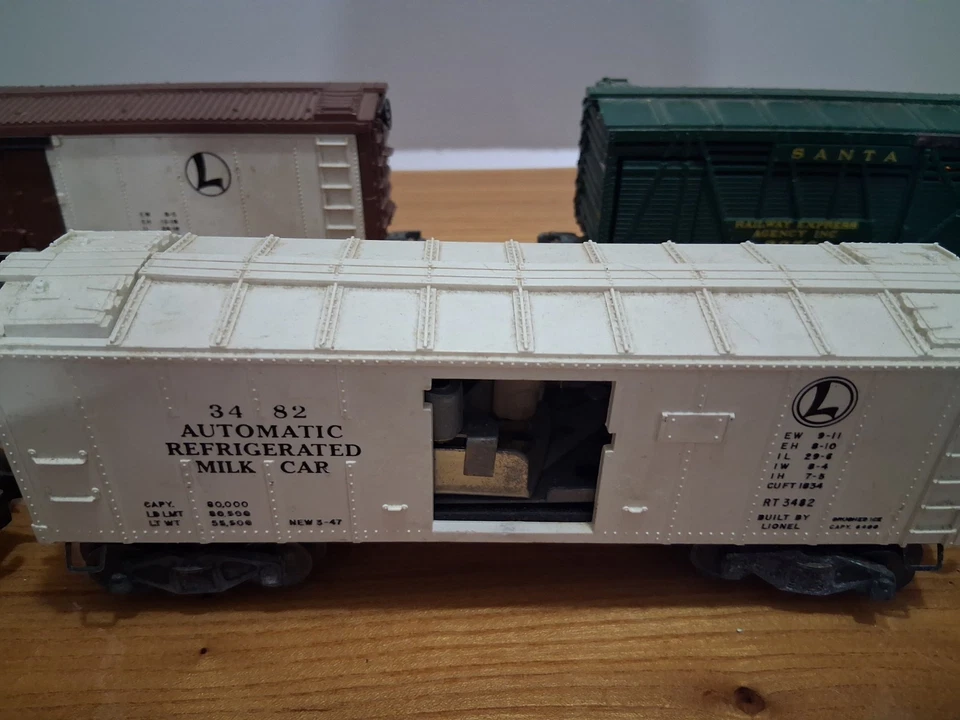 L
SANTA
RAILWAY EXPRESS
AGENCY INC
34 82
AUTOMATIC
REFRIGERATED
MILK CAR
CAPY. 80,000
LD LMT 80,506
LT WT 55,506 NEW 3-47
L
EW 9-11
EH 8-10
IL 29-6
IW 8-4
IH 7-5
CU FT 1834
RT 3482
BUILT BY
LIONEL